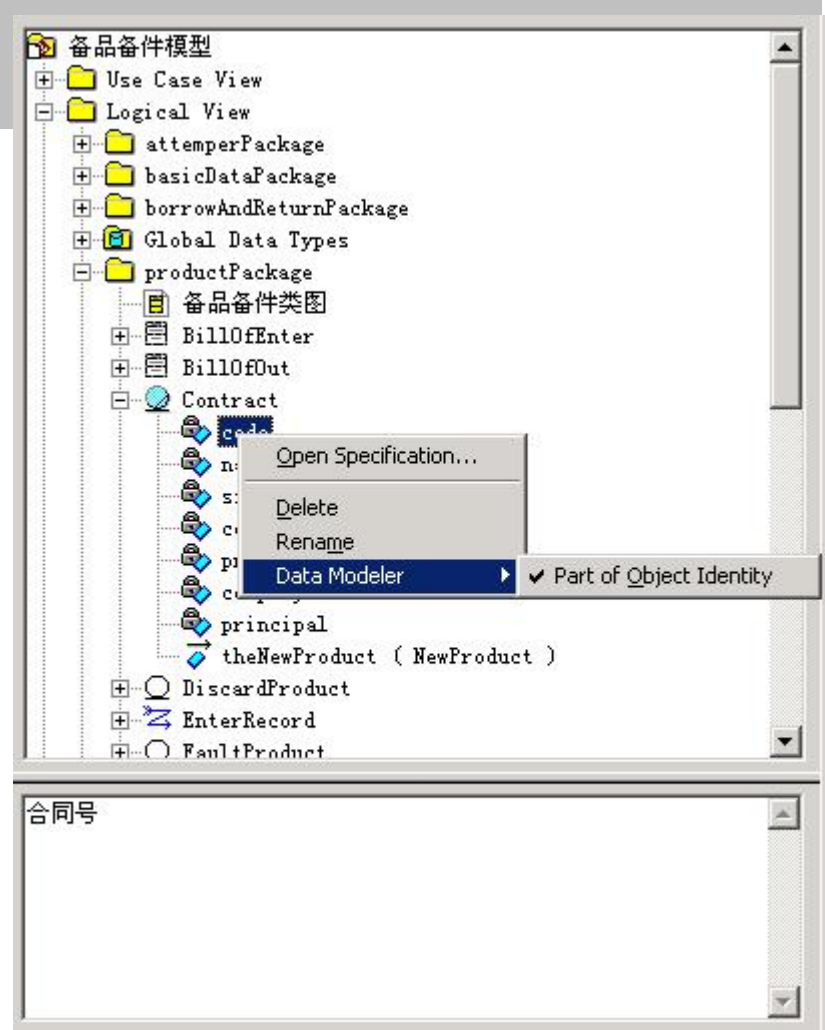 备品备件模型
Use Case View
Logical View
attemperPackage
basicDataPackage
borrowAndReturnPackage
Global Data Types
productPackage
备品备件类图
BillOfEnter
BillOfOut
Contract
code
Open Specification...
Delete
Rename
Data Modeler
Part of Object Identity
principal
theNewProduct ( NewProduct )
DiscardProduct
EnterRecord
FaultProduct
合同号